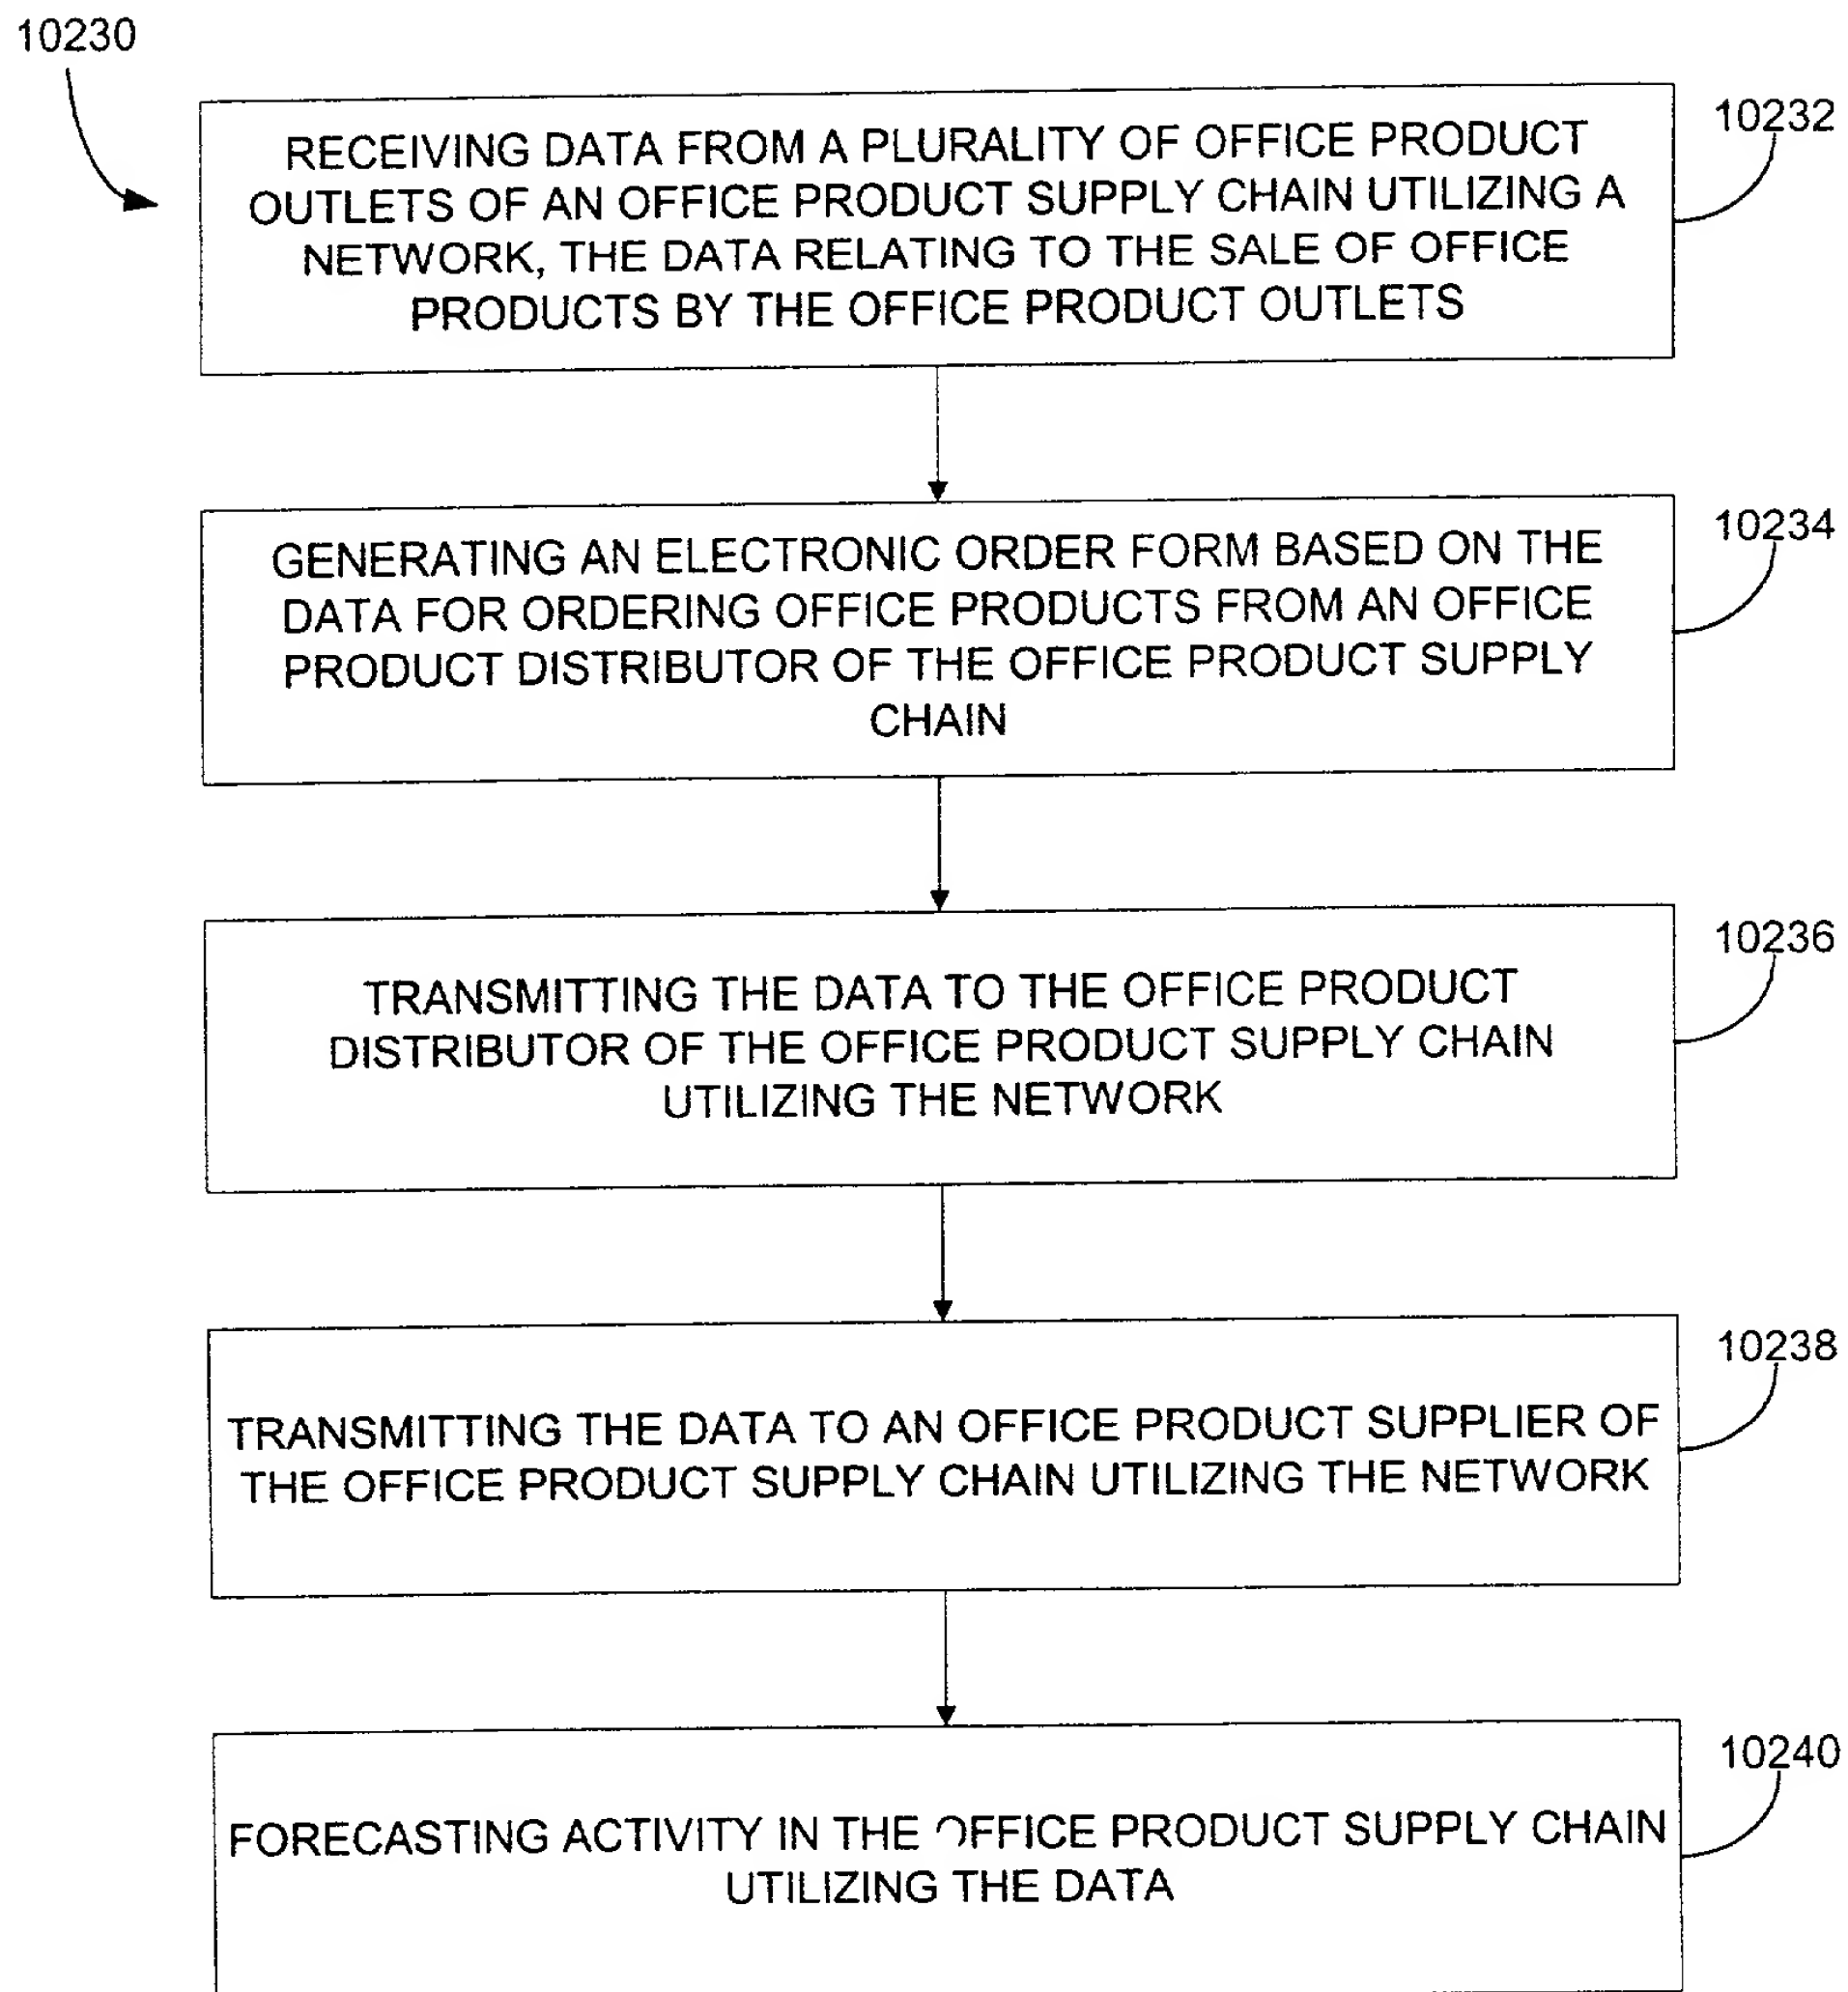 10230
10232
RECEIVING DATA FROM A PLURALITY OF OFFICE PRODUCT
OUTLETS OF AN OFFICE PRODUCT SUPPLY CHAIN UTILIZING A
NETWORK, THE DATA RELATING TO THE SALE OF OFFICE
PRODUCTS BY THE OFFICE PRODUCT OUTLETS
10234
GENERATING AN ELECTRONIC ORDER FORM BASED ON THE
DATA FOR ORDERING OFFICE PRODUCTS FROM AN OFFICE
PRODUCT DISTRIBUTOR OF THE OFFICE PRODUCT SUPPLY
CHAIN
10236
TRANSMITTING THE DATA TO THE OFFICE PRODUCT
DISTRIBUTOR OF THE OFFICE PRODUCT SUPPLY CHAIN
UTILIZING THE NETWORK
10238
TRANSMITTING THE DATA TO AN OFFICE PRODUCT SUPPLIER OF
THE OFFICE PRODUCT SUPPLY CHAIN UTILIZING THE NETWORK
10240
FORECASTING ACTIVITY IN THE OFFICE PRODUCT SUPPLY CHAIN
UTILIZING THE DATA